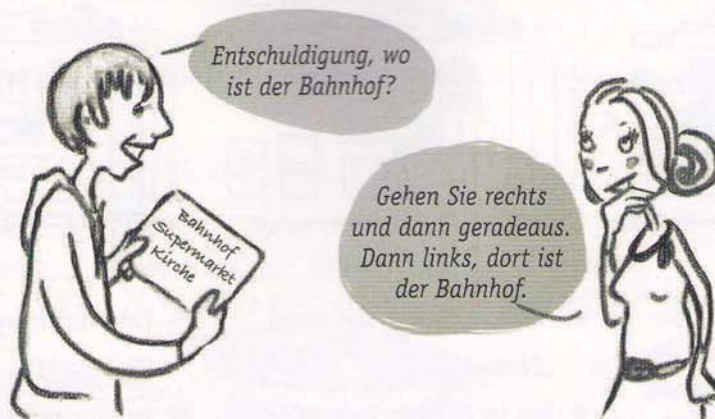 Entschuldigung, wo
ist der Bahnhof?
Bahnhof
Supermarkt
Kirche
Gehen Sie rechts
und dann geradeaus.
Dann links, dort ist
der Bahnhof.